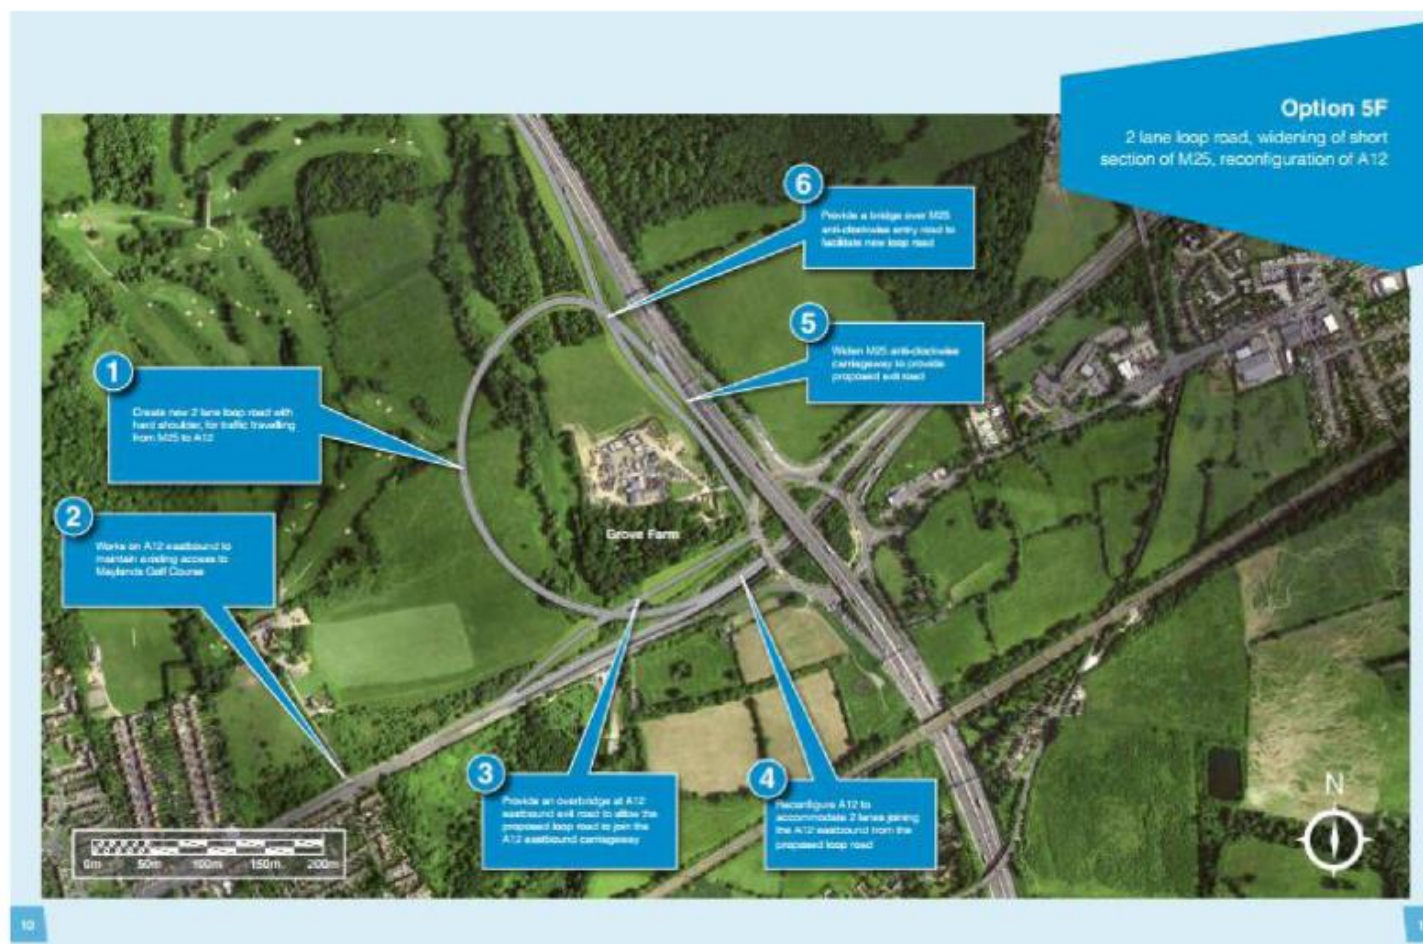 Option 5F
2 lane loop road, widening of short
section of M25, reconfiguration of A12
6
Provide a bridge over M25
anti-clockwise entry road to
facilitate new loop road
5
Widen M25 anti-clockwise
carriageway to provide
proposed exit road
1
Create new 2 lane loop road with
hard shoulder, for traffic travelling
from M25 to A12
2
Works on A12 eastbound to
maintain existing access to
Maylands Golf Course
Grove Farm
3
Provide an overbridge at A12
eastbound exit road to allow the
proposed loop road to join the
A12 eastbound carriageway
4
Reconfigure A12 to
accommodate 2 lanes joining
the A12 eastbound from the
proposed loop road
N
0m 50m 100m 150m 200m
10